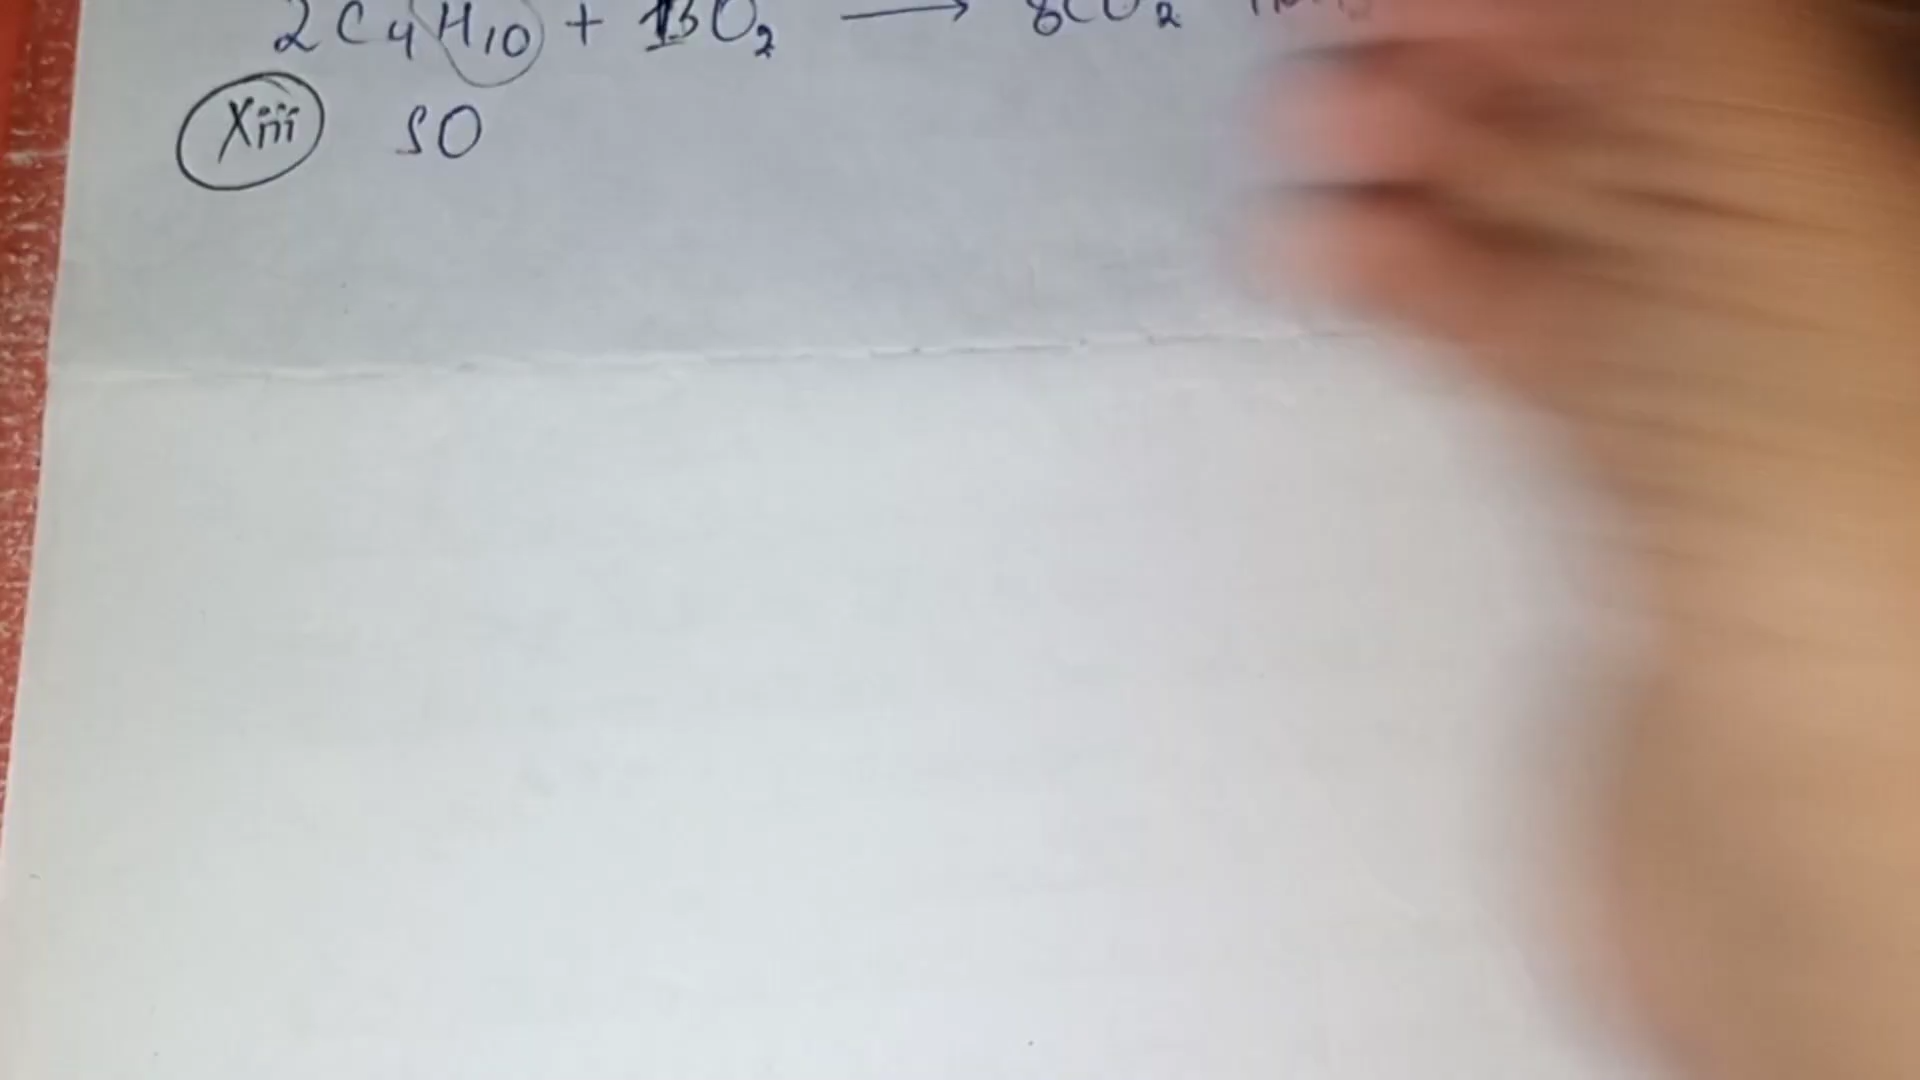 2C₄H₁₀ + 13O₂ → 8CO₂
Xiii SO